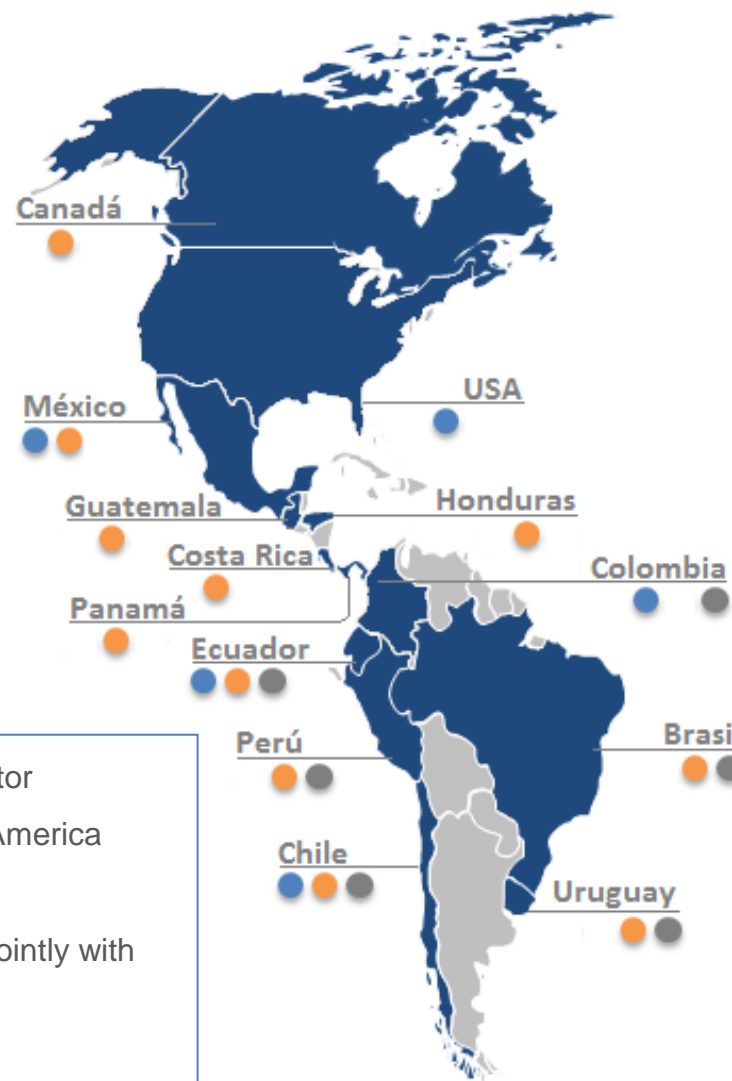 Canadá
USA
México
Guatemala
Honduras
Costa Rica
Colombia
Panamá
Ecuador
Perú
Brasi
Chile
Uruguay
tor
America
ointly with